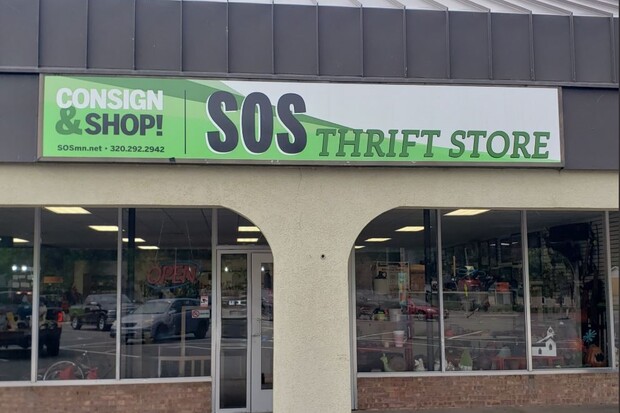 CONSIGN
& SHOP!
SOSmn.net • 320.292.2942
SOS THRIFT STORE
OPEN